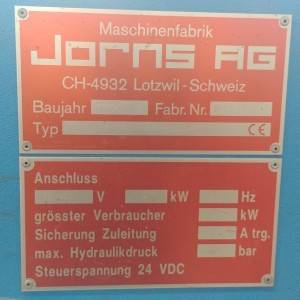 Maschinenfabrik
Jorns AG
CH-4932 Lotzwil - Schweiz
Baujahr Fabr. Nr.
Typ CE
Anschluss
V kW Hz
grösster Verbraucher kW
Sicherung Zuleitung A trg.
max. Hydraulikdruck bar
Steuerspannung 24 VDC